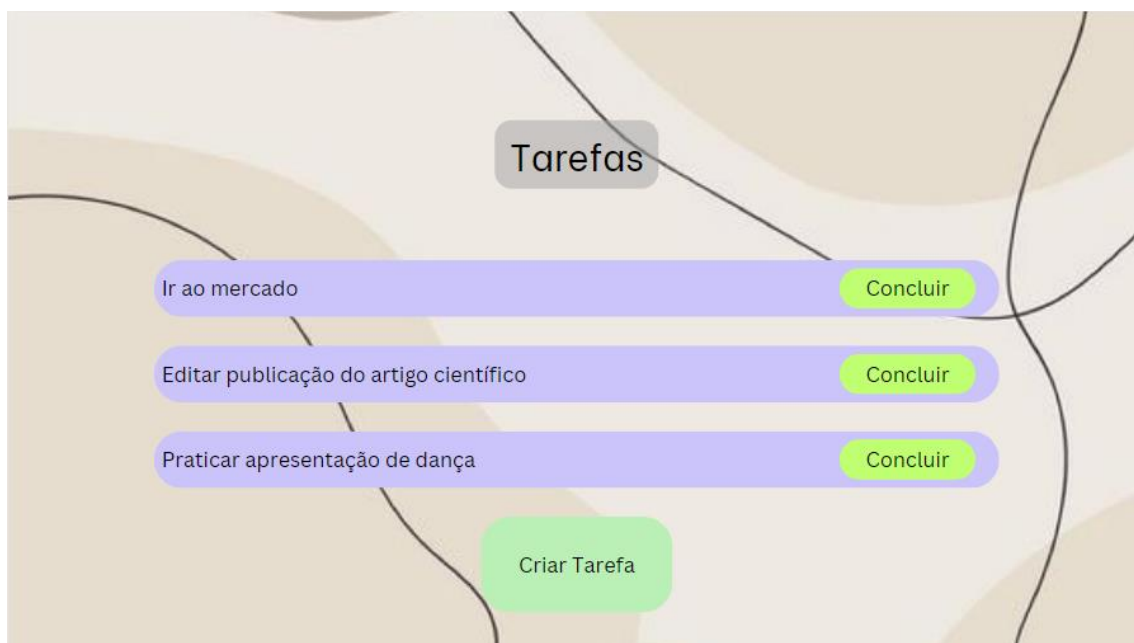 Tarefas
Ir ao mercado Concluir
Editar publicação do artigo científico Concluir
Praticar apresentação de dança Concluir
Criar Tarefa